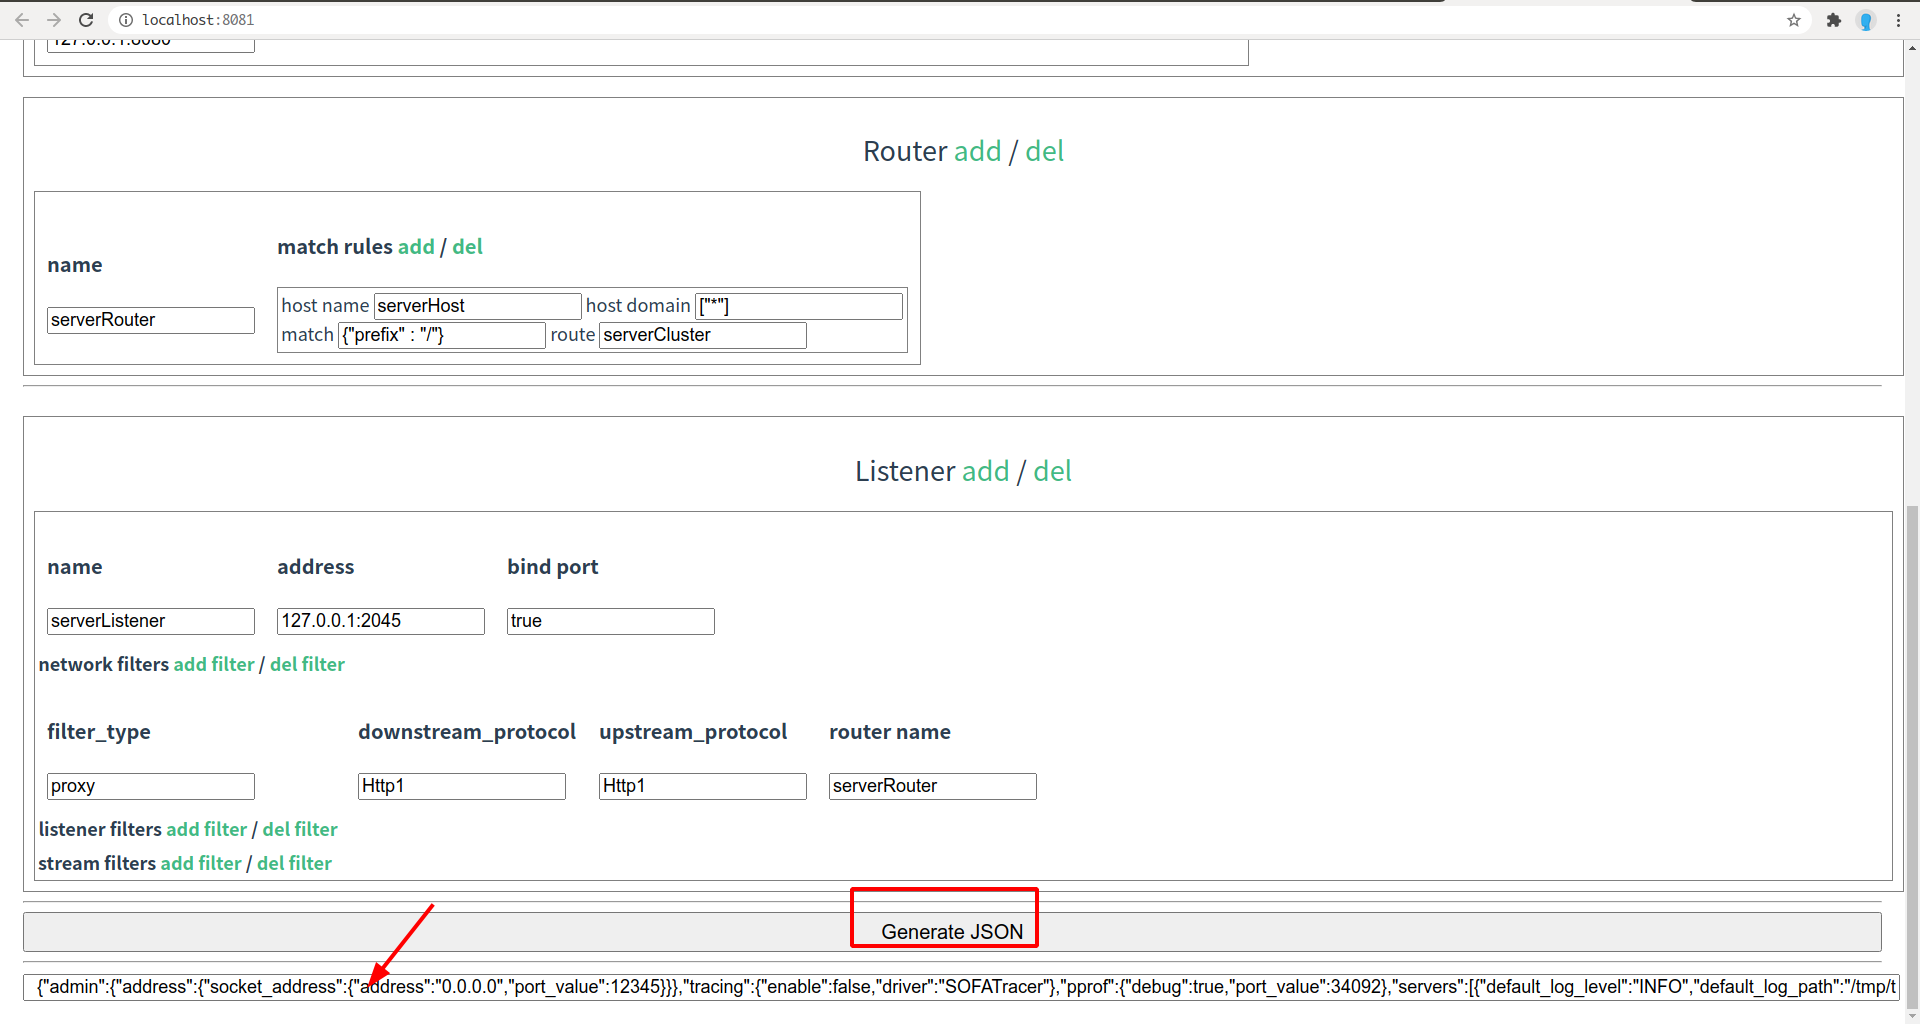 localhost:8081
127.0.0.1:8080
Router add / del
name
match rules add / del
serverRouter
host name serverHost host domain ["*"]
match {"prefix" : "/"} route serverCluster
Listener add / del
name address bind port
serverListener 127.0.0.1:2045 true
network filters add filter / del filter
filter_type downstream_protocol upstream_protocol router name
proxy Http1 Http1 serverRouter
listener filters add filter / del filter
stream filters add filter / del filter
Generate JSON
{"admin":{"address":{"socket_address":{"address":"0.0.0.0","port_value":12345}}},"tracing":{"enable":false,"driver":"SOFATracer"},"pprof":{"debug":true,"port_value":34092},"servers":[{"default_log_level":"INFO","default_log_path":"/tmp/t